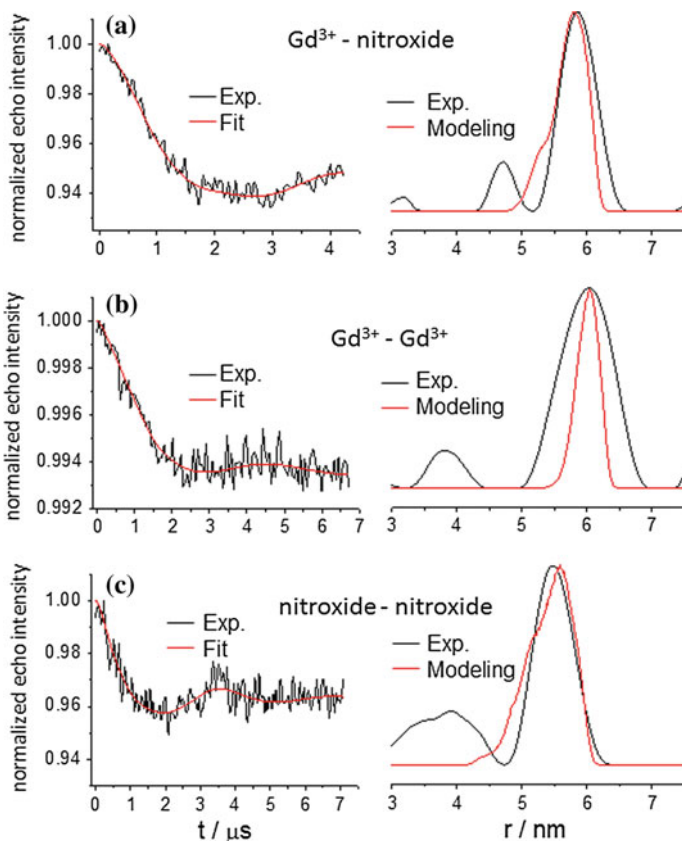 (a)
Gd³⁺ - nitroxide
normalized echo intensity
1.00
0.98
0.96
0.94
Exp.
Fit
0 1 2 3 4
Exp.
Modeling
3 4 5 6 7
(b)
Gd³⁺ - Gd³⁺
normalized echo intensity
1.000
0.998
0.996
0.994
0.992
Exp.
Fit
0 1 2 3 4 5 6 7
Exp.
Modeling
3 4 5 6 7
(c)
nitroxide - nitroxide
normalized echo intensity
1.00
0.98
0.96
0.94
Exp.
Fit
0 1 2 3 4 5 6 7
t / μs
Exp.
Modeling
3 4 5 6 7
r / nm